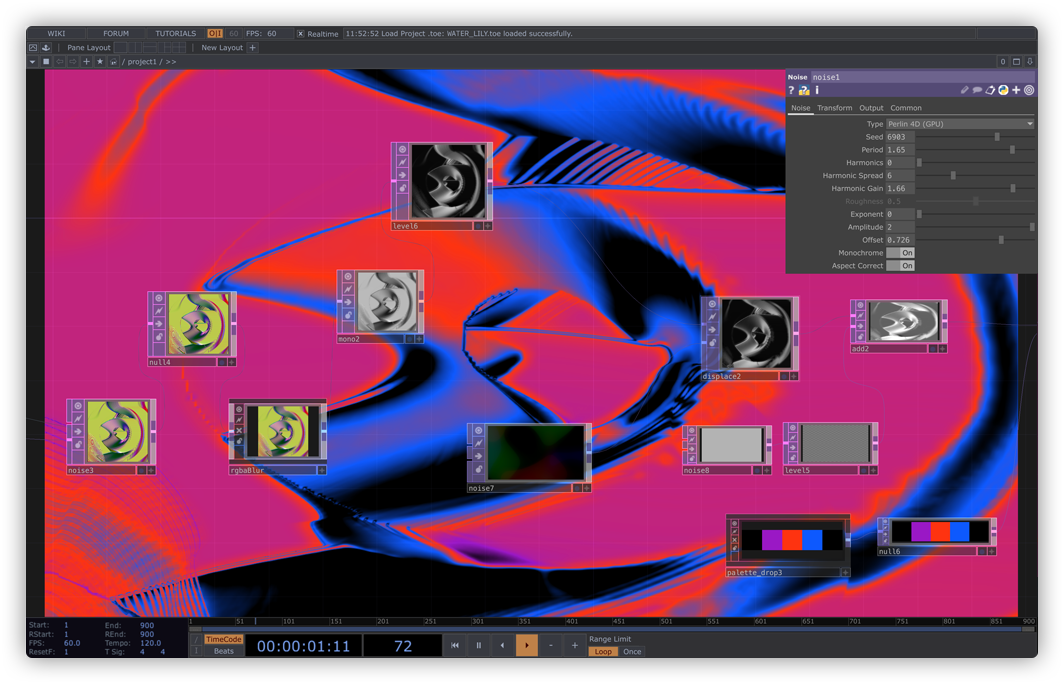 WIKI FORUM TUTORIALS O|I 60 FPS: 60 Realtime 11:52:52 Load Project .toe: WATER_LILY.toe loaded successfully.
Pane Layout New Layout +
/ project1 / >> 0
Noise noise1
? i
Noise Transform Output Common
Type Perlin 4D (GPU)
Seed 6903
Period 1.65
Harmonics 0
Harmonic Spread 6
Harmonic Gain 1.66
Roughness 0.5
Exponent 0
Amplitude 2
Offset 0.726
Monochrome On
Aspect Correct On
level6
mono2
null4
displace2
add2
noise3
rgbaBlur
noise7
noise8
level5
palette_drop3
null6
1 51 101 151 201 251 301 351 401 451 501 551 601 651 701 751 801 851 900
Start: 1 End: 900
RStart: 1 REnd: 900
FPS: 60.0 Tempo: 120.0
ResetF: 1 T Sig: 4 4
TimeCode
Beats
00:00:01:11 72
- +
Range Limit
Loop Once